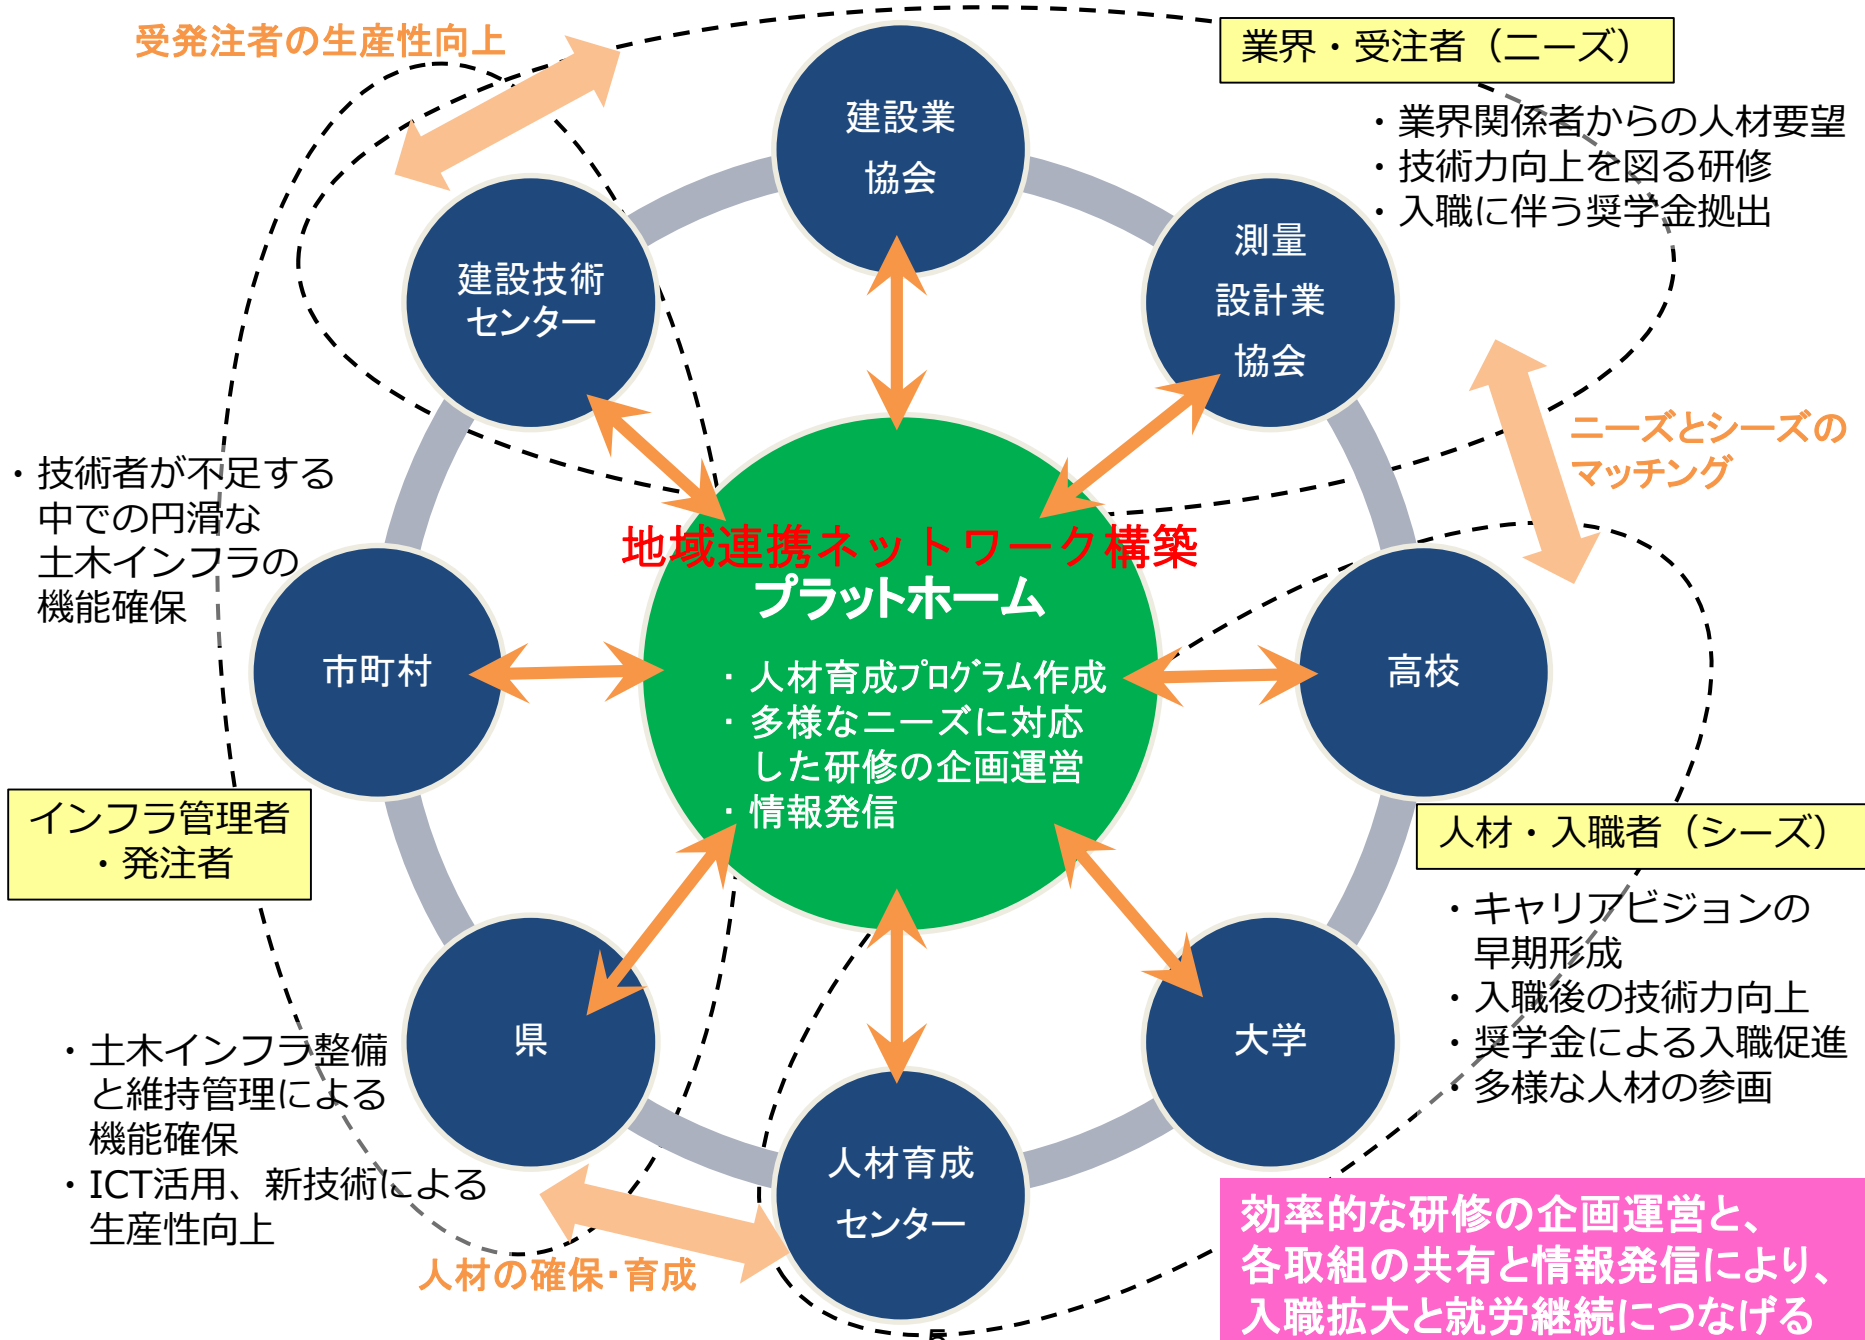 受発注者の生産性向上
業界・受注者（ニーズ）
・業界関係者からの人材要望
・技術力向上を図る研修
・入職に伴う奨学金拠出
建設業
協会
測量
設計業
協会
建設技術
センター
ニーズとシーズの
マッチング
・技術者が不足する
中での円滑な
土木インフラの
機能確保
地域連携ネットワーク構築
プラットホーム
・人材育成プログラム作成
・多様なニーズに対応
した研修の企画運営
・情報発信
市町村
高校
インフラ管理者
・発注者
人材・入職者（シーズ）
・キャリアビジョンの
早期形成
・入職後の技術力向上
・奨学金による入職促進
・多様な人材の参画
県
大学
・土木インフラ整備
と維持管理による
機能確保
・ICT活用、新技術による
生産性向上
人材育成
センター
人材の確保・育成
効率的な研修の企画運営と、
各取組の共有と情報発信により、
入職拡大と就労継続につなげる